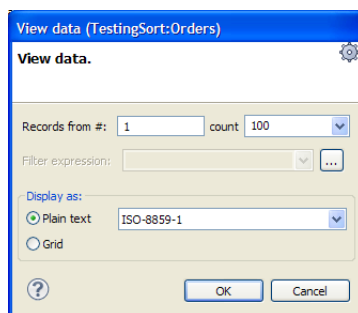 View data (TestingSort:Orders)
View data.
Records from #: 1 count 100
Filter expression: ...
Display as:
Plain text ISO-8859-1
Grid
? OK Cancel